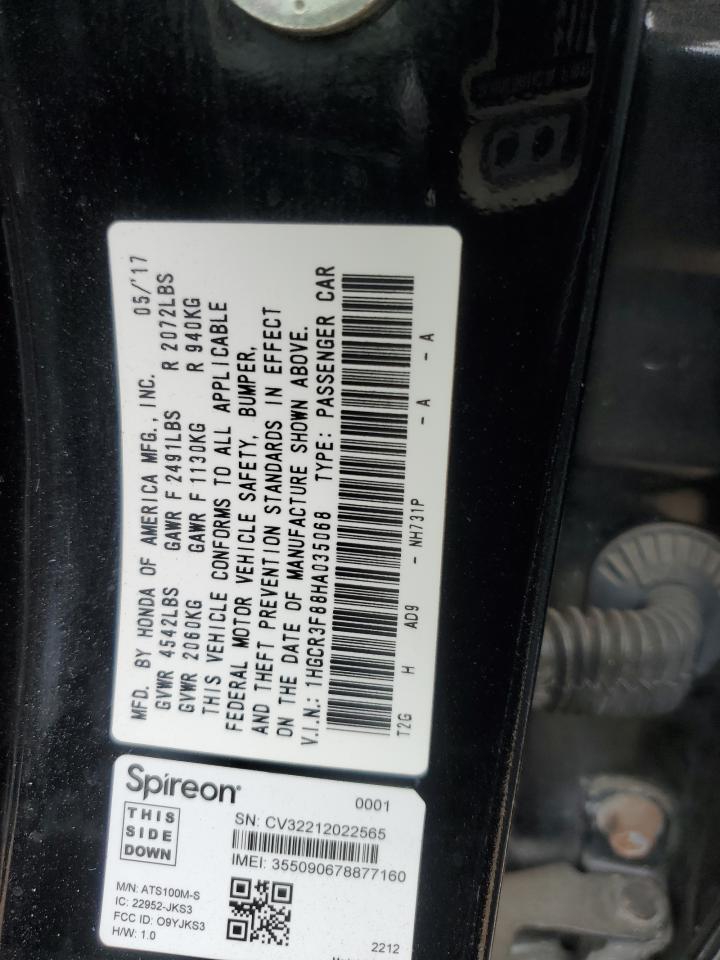 MFD. BY HONDA OF AMERICA MFG., INC. 05/'17
GVWR 4542LBS GAWR F 2491LBS R 2072LBS
GVWR 2060KG GAWR F 1130KG R 940KG
THIS VEHICLE CONFORMS TO ALL APPLICABLE
FEDERAL MOTOR VEHICLE SAFETY, BUMPER,
AND THEFT PREVENTION STANDARDS IN EFFECT
ON THE DATE OF MANUFACTURE SHOWN ABOVE.
V.I.N.: 1HGCR3F88HA035068 TYPE: PASSENGER CAR
T2G H AD9 - NH731P - A - A
Spireon
0001
THIS
SIDE
DOWN
SN: CV32212022565
IMEI: 355090678877160
M/N: ATS100M-S
IC: 22952-JKS3
FCC ID: O9YJKS3
H/W: 1.0
2212